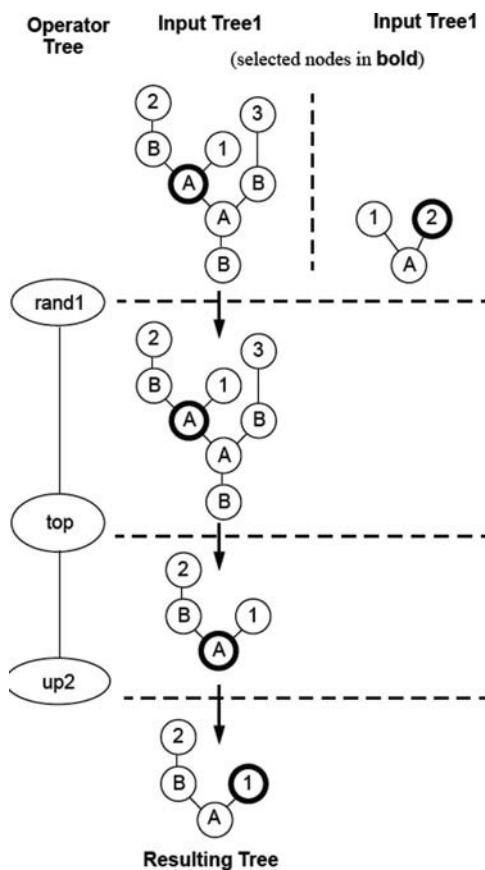 Operator Tree
Input Tree1
Input Tree1
(selected nodes in bold)
2
3
B
1
A
B
1
2
A
A
B
rand1
2
3
B
1
A
B
A
B
top
2
B
1
A
up2
2
B
1
A
Resulting Tree